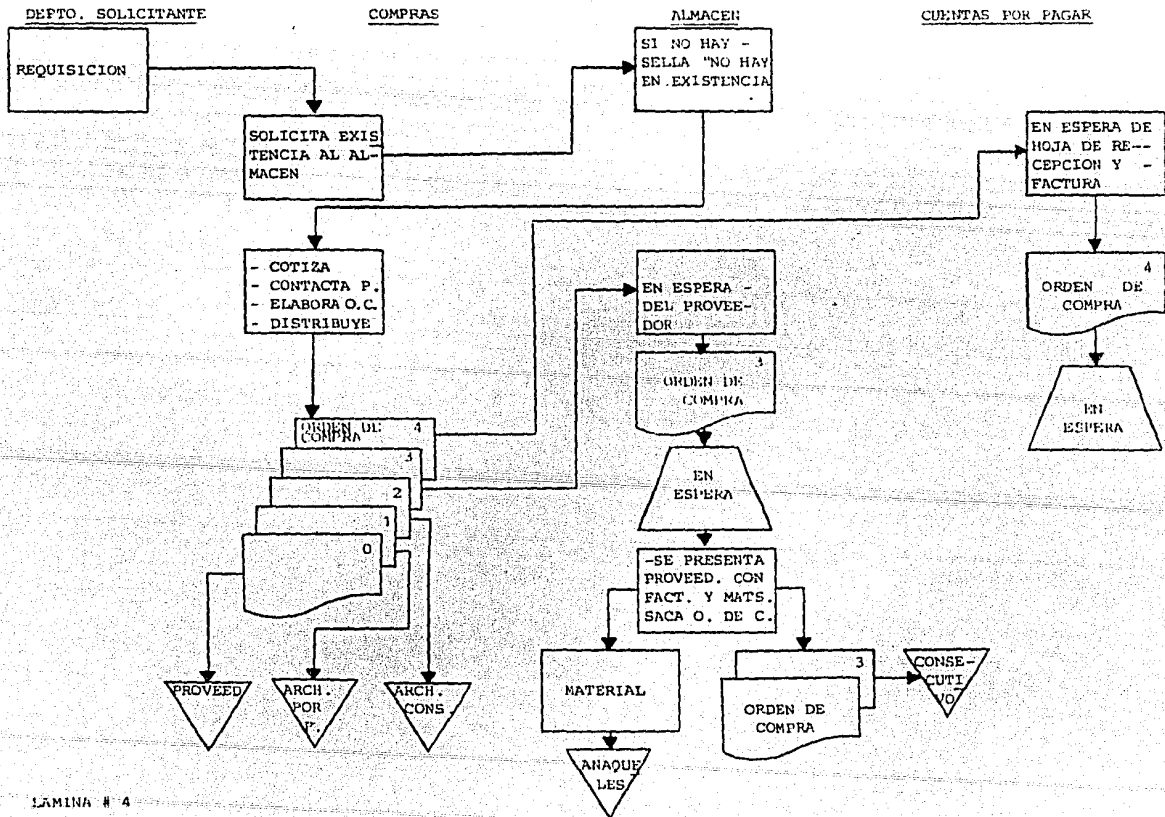 DEPTO. SOLICITANTE
COMPRAS
ALMACEN
CUENTAS POR PAGAR
REQUISICION
SI NO HAY -
SELLA "NO HAY
EN EXISTENCIA
SOLICITA EXIS
TENCIA AL AL-
MACEN
EN ESPERA DE
HOJA DE RE--
CEPCION Y -
FACTURA
- COTIZA
- CONTACTA P.
- ELABORA O.C.
- DISTRIBUYE
EN ESPERA -
DEL PROVEE-
DOR
4
ORDEN DE
COMPRA
3
ORDEN DE
COMPRA
EN
ESPERA
ORDEN DE 4
COMPRA
3
2
1
0
EN
ESPERA
-SE PRESENTA
PROVEED. CON
FACT. Y MATS.
SACA O. DE C.
PROVEED
ARCH.
POR
P.
ARCH.
CONS.
MATERIAL
3
ORDEN DE
COMPRA
CONSE-
CUTI
VO
ANAQUE
LES
LAMINA # 4